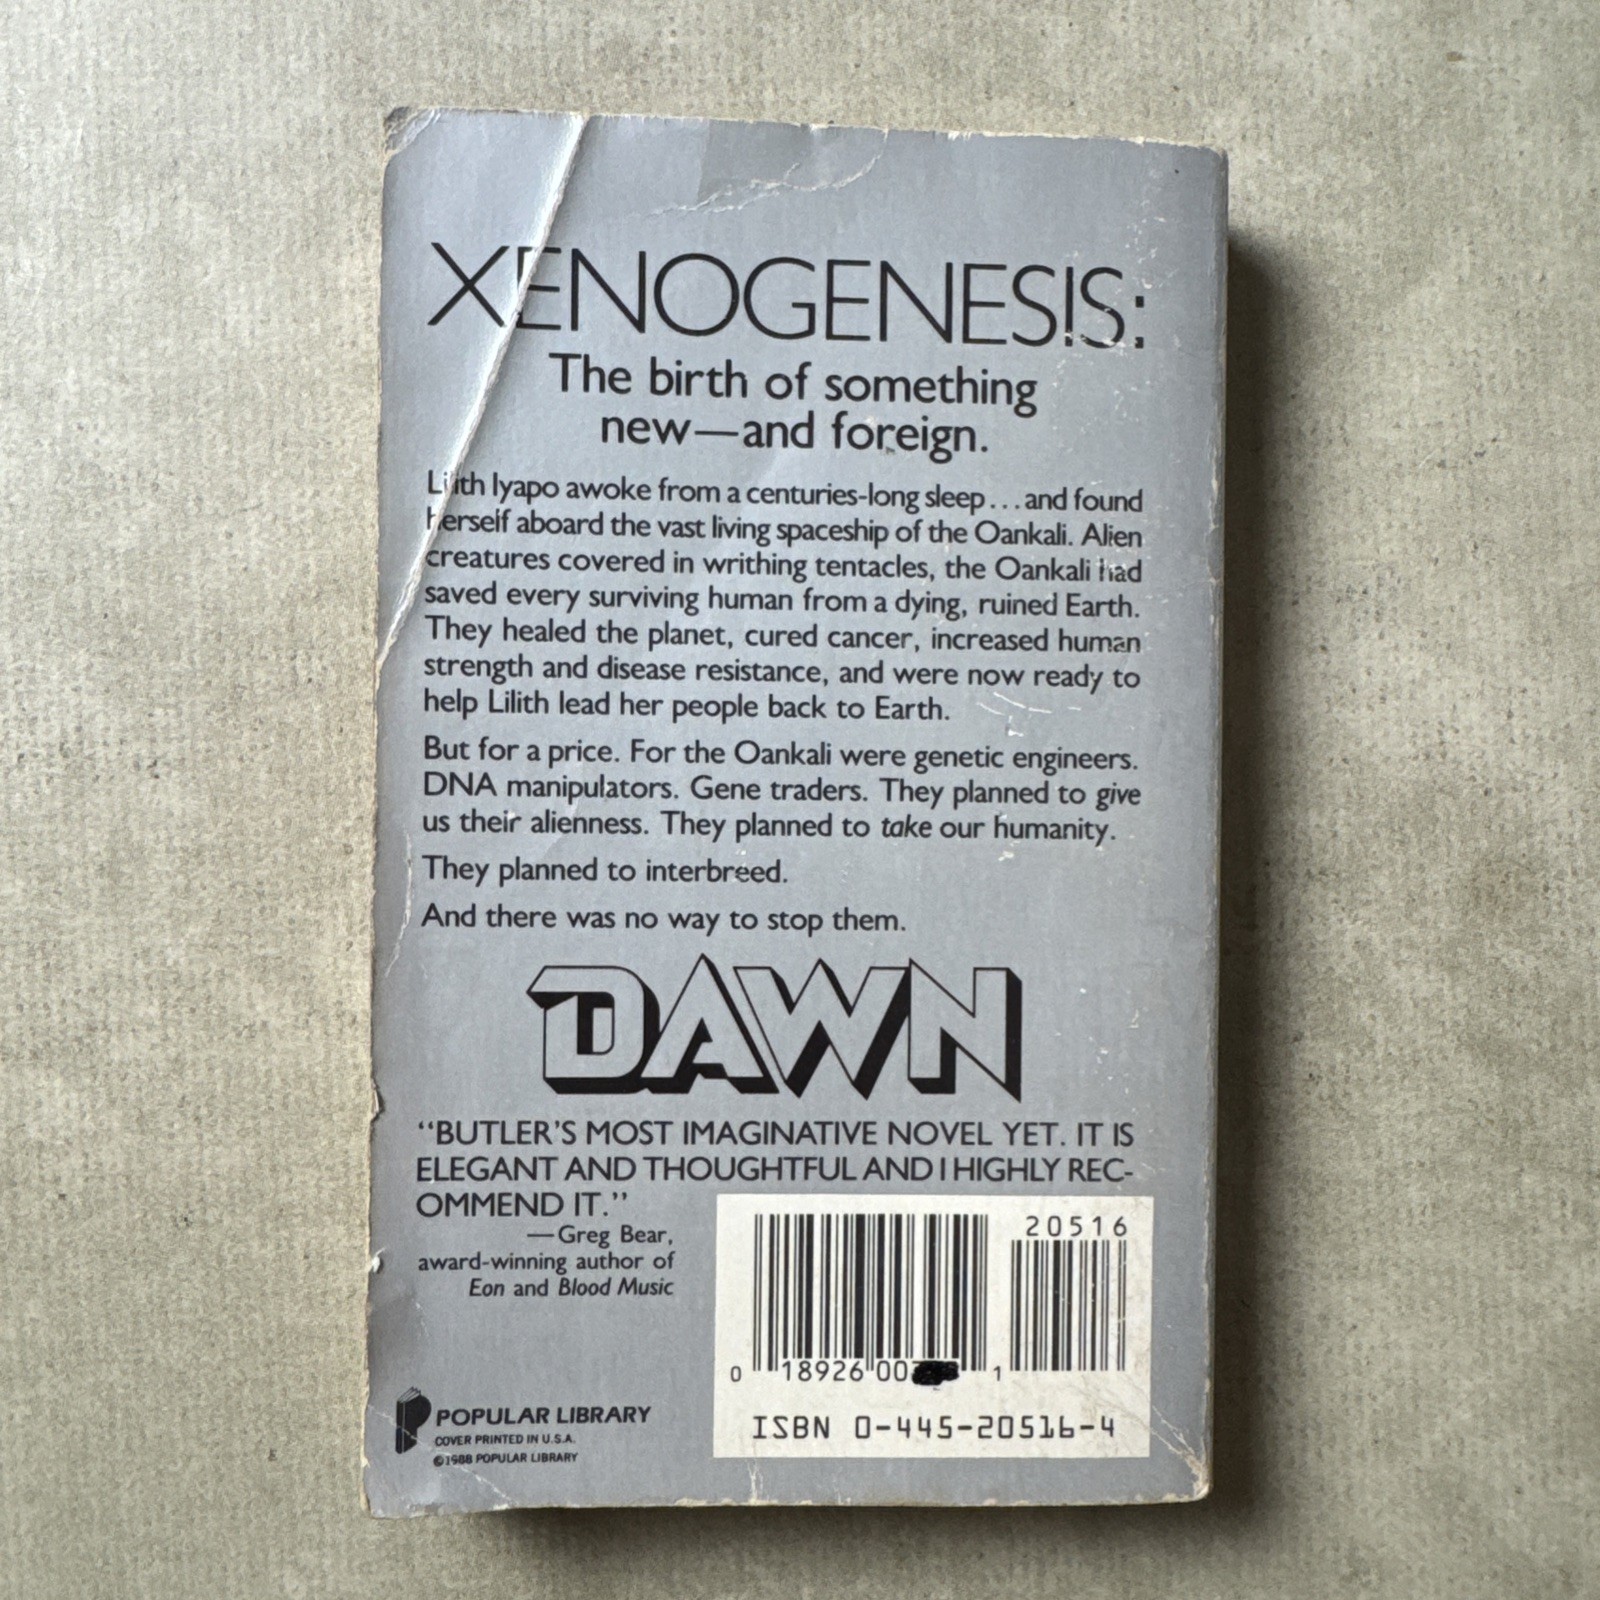 XENOGENESIS:
The birth of something
new—and foreign.
Lilith Iyapo awoke from a centuries-long sleep...and found
herself aboard the vast living spaceship of the Oankali. Alien
creatures covered in writhing tentacles, the Oankali had
saved every surviving human from a dying, ruined Earth.
They healed the planet, cured cancer, increased human
strength and disease resistance, and were now ready to
help Lilith lead her people back to Earth.
But for a price. For the Oankali were genetic engineers.
DNA manipulators. Gene traders. They planned to give
us their alienness. They planned to take our humanity.
They planned to interbreed.
And there was no way to stop them.
DAWN
“BUTLER’S MOST IMAGINATIVE NOVEL YET. IT IS
ELEGANT AND THOUGHTFUL AND I HIGHLY REC-
OMMEND IT.”
—Greg Bear,
award-winning author of
Eon and Blood Music
20516
0 18926 00 1
ISBN 0-445-20516-4
POPULAR LIBRARY
COVER PRINTED IN U.S.A.
©1988 POPULAR LIBRARY